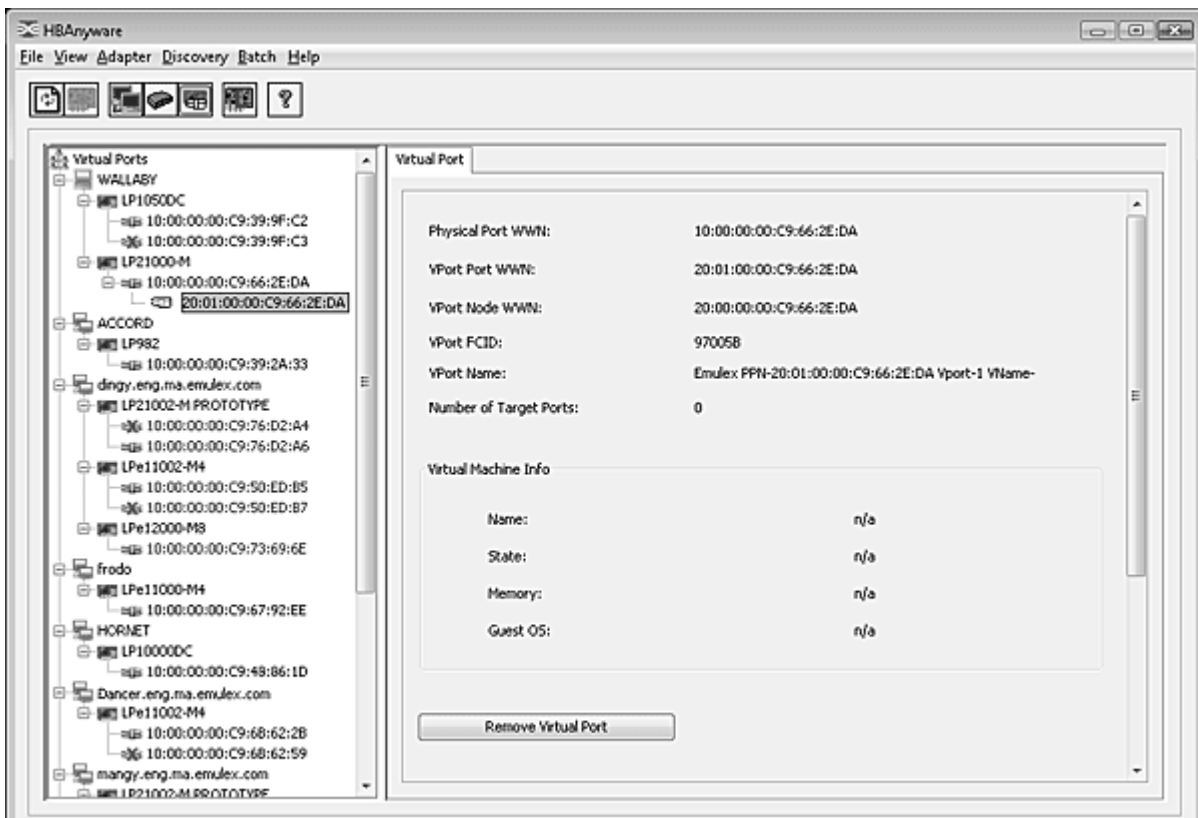 HBAnyware
File View Adapter Discovery Batch Help
Virtual Ports
WALLABY
LP1050DC
10:00:00:00:C9:39:9F:C2
10:00:00:00:C9:39:9F:C3
LP21000-M
10:00:00:00:C9:66:2E:DA
20:01:00:00:C9:66:2E:DA
ACCORD
LP982
10:00:00:00:C9:39:2A:33
dingy.eng.ma.emulex.com
LP21002-M PROTOTYPE
10:00:00:00:C9:76:D2:A4
10:00:00:00:C9:76:D2:A6
LPe11002-M4
10:00:00:00:C9:50:ED:B5
10:00:00:00:C9:50:ED:B7
LPe12000-M8
10:00:00:00:C9:73:69:6E
frodo
LPe11000-M4
10:00:00:00:C9:67:92:EE
HORNET
LP10000DC
10:00:00:00:C9:48:86:1D
Dancer.eng.ma.emulex.com
LPe11002-M4
10:00:00:00:C9:68:62:2B
10:00:00:00:C9:68:62:59
mangy.eng.ma.emulex.com
LP21002-M PROTOTYPE
Virtual Port
Physical Port WWN: 10:00:00:00:C9:66:2E:DA
VPort Port WWN: 20:01:00:00:C9:66:2E:DA
VPort Node WWN: 20:00:00:00:C9:66:2E:DA
VPort FCID: 97005B
VPort Name: Emulex PPN-20:01:00:00:C9:66:2E:DA Vport-1 VName-
Number of Target Ports: 0
Virtual Machine Info
Name: n/a
State: n/a
Memory: n/a
Guest OS: n/a
Remove Virtual Port